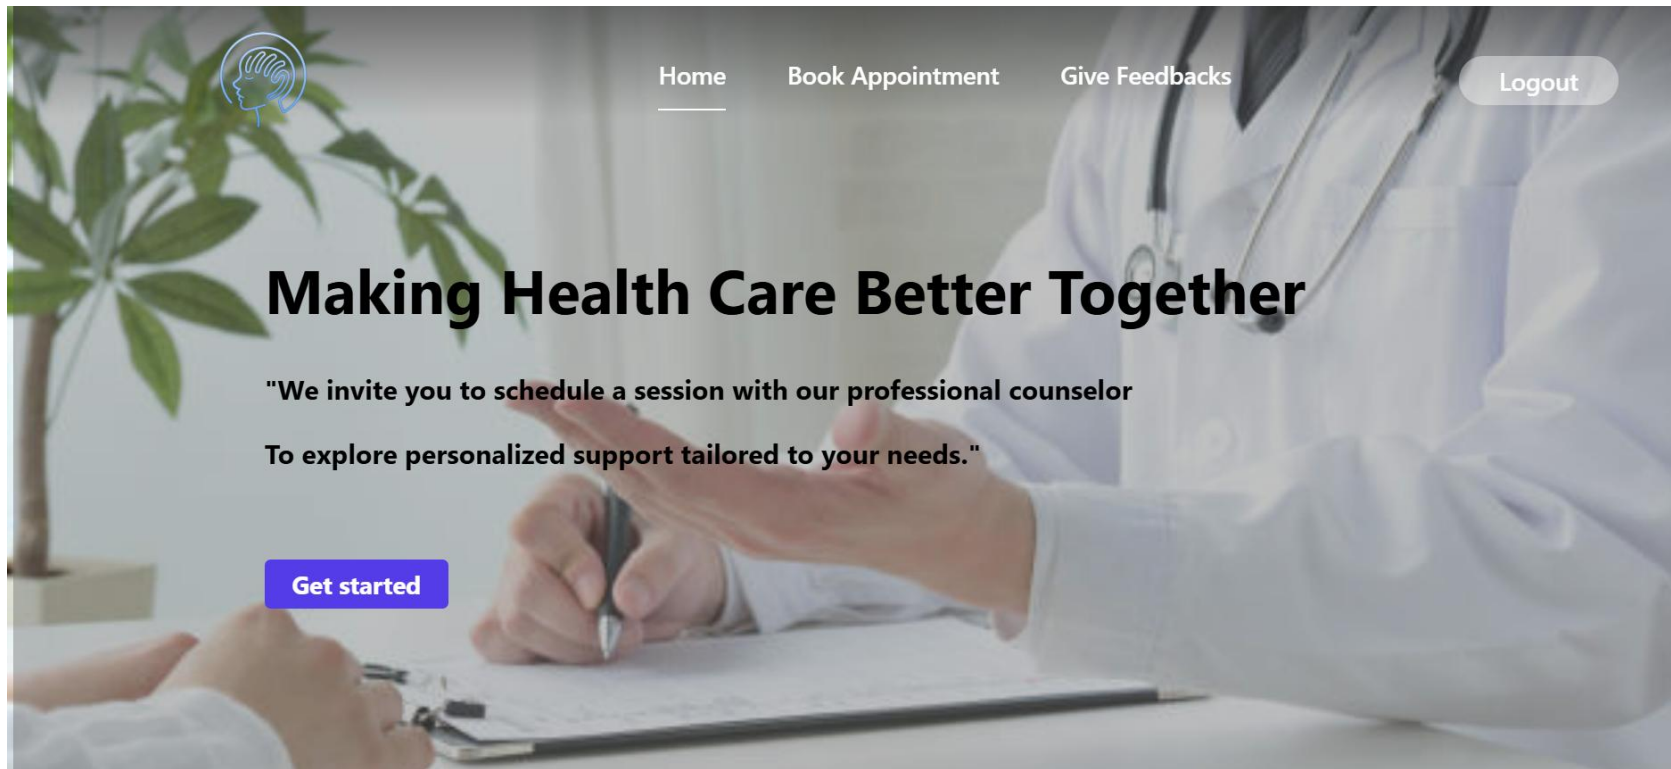 Home
Book Appointment
Give Feedbacks
Logout
Making Health Care Better Together
"We invite you to schedule a session with our professional counselor
To explore personalized support tailored to your needs."
Get started